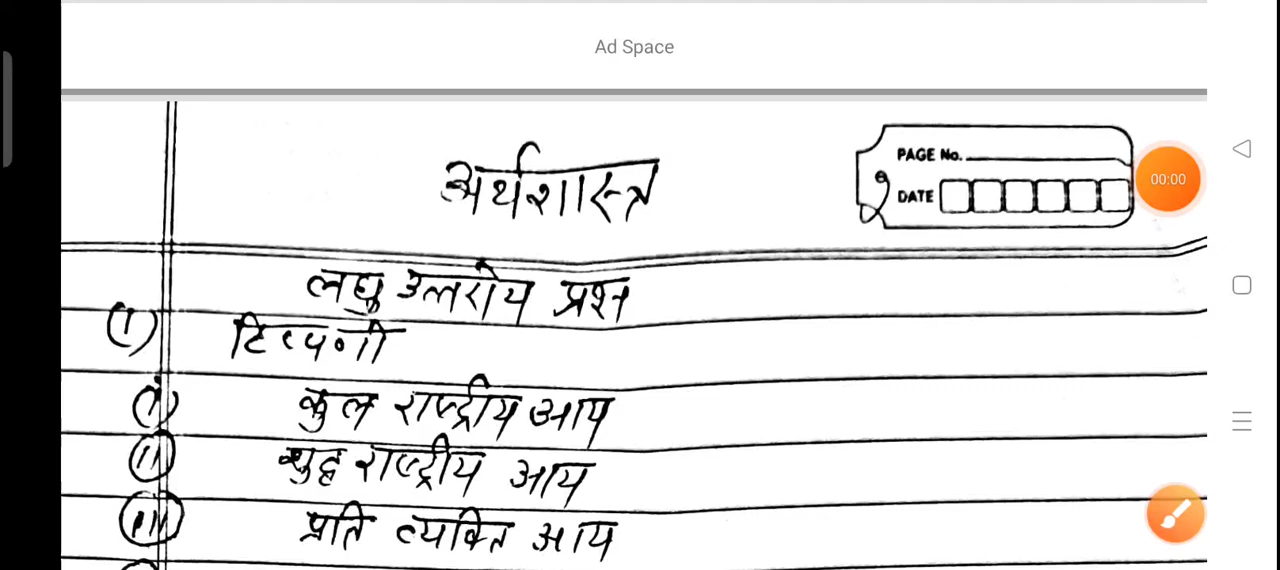 Ad Space
अर्थशास्त्र
PAGE No.
DATE
00:00
लघु उत्तरीय प्रश्न
(1) टिप्पणी
(i) कुल राष्ट्रीय आय
(ii) शुद्ध राष्ट्रीय आय
(iii) प्रति व्यक्ति आय